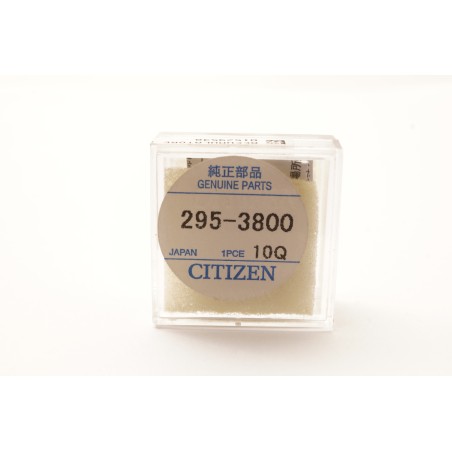 純正部品
GENUINE PARTS
295-3800
JAPAN 1PCE 10Q
CITIZEN